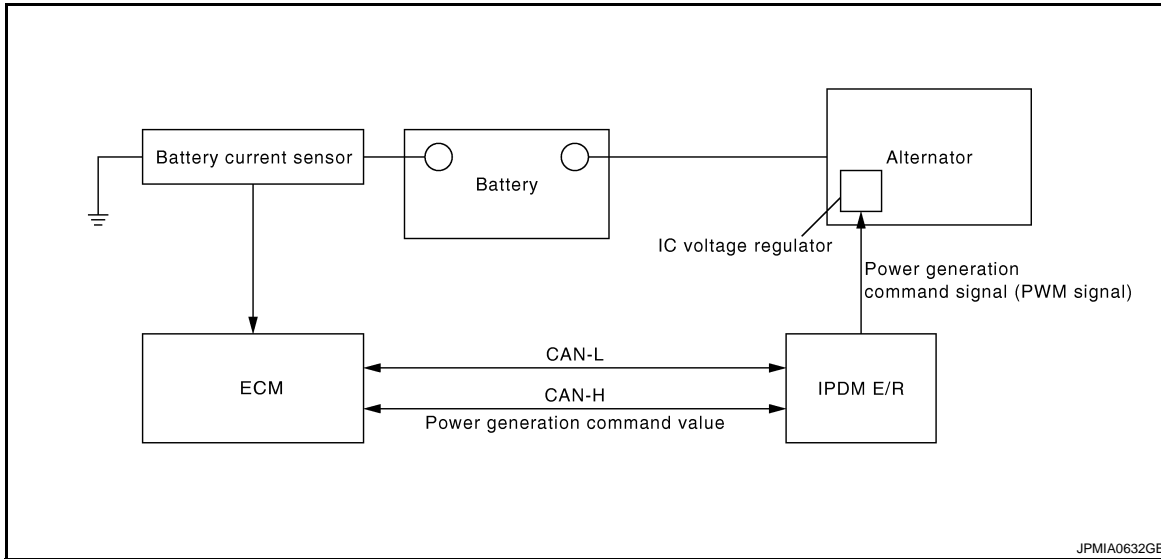 Battery current sensor
Battery
Alternator
IC voltage regulator
Power generation
command signal (PWM signal)
ECM
CAN-L
CAN-H
Power generation command value
IPDM E/R
JPMIA0632GB